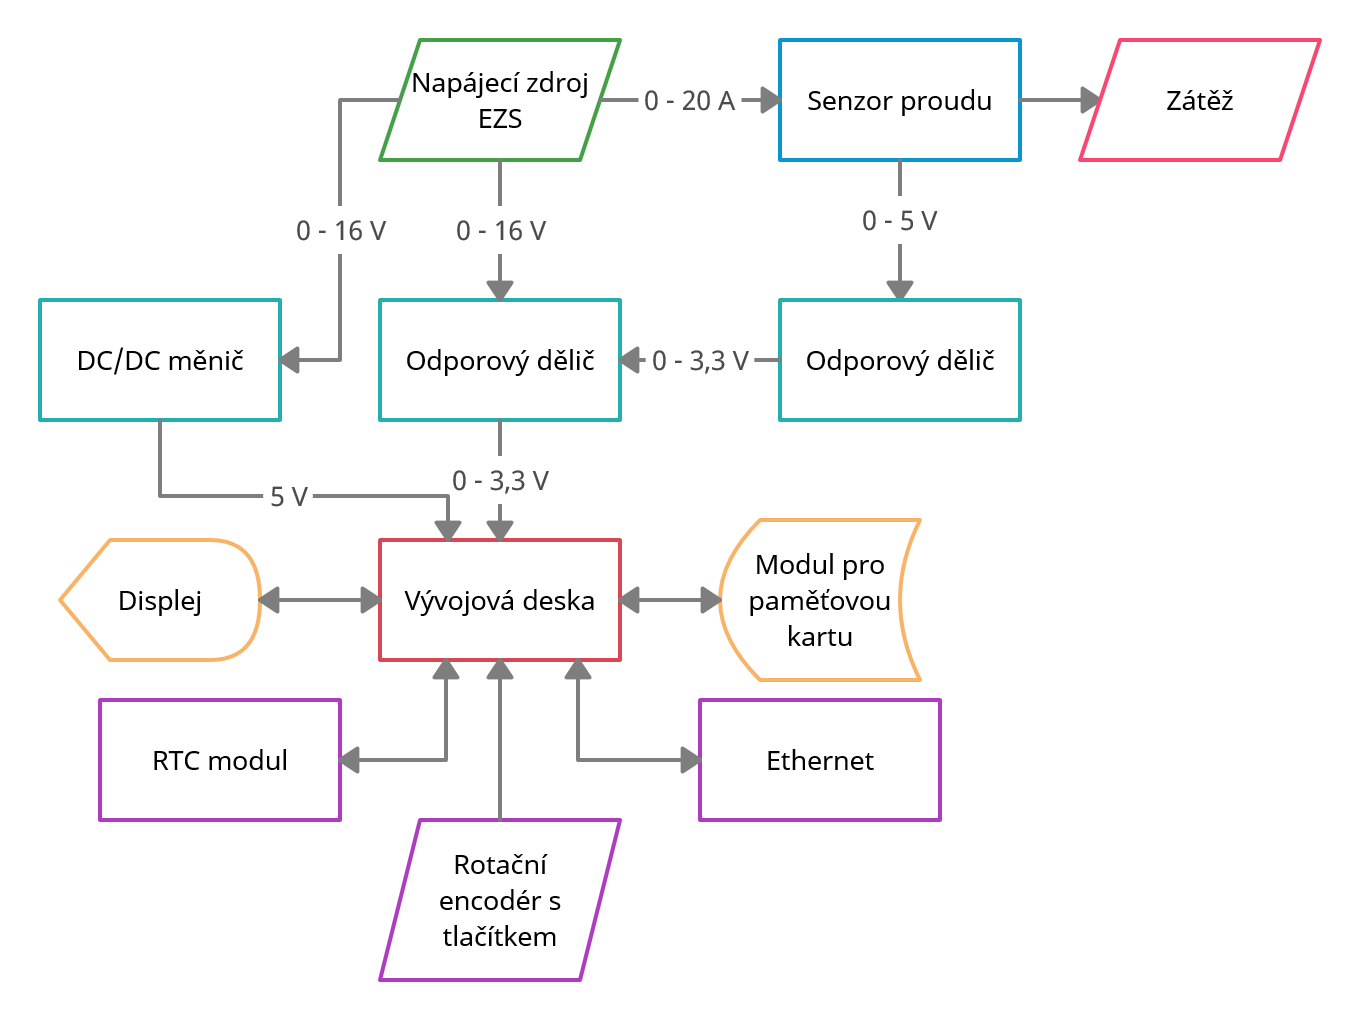 Napájecí zdroj
EZS
0 - 20 A
Senzor proudu
Zátěž
0 - 16 V
0 - 16 V
0 - 5 V
DC/DC měnič
Odporový dělič
0 - 3,3 V
Odporový dělič
0 - 3,3 V
5 V
Displej
Vývojová deska
Modul pro
paměťovou
kartu
RTC modul
Ethernet
Rotační
encodér s
tlačítkem